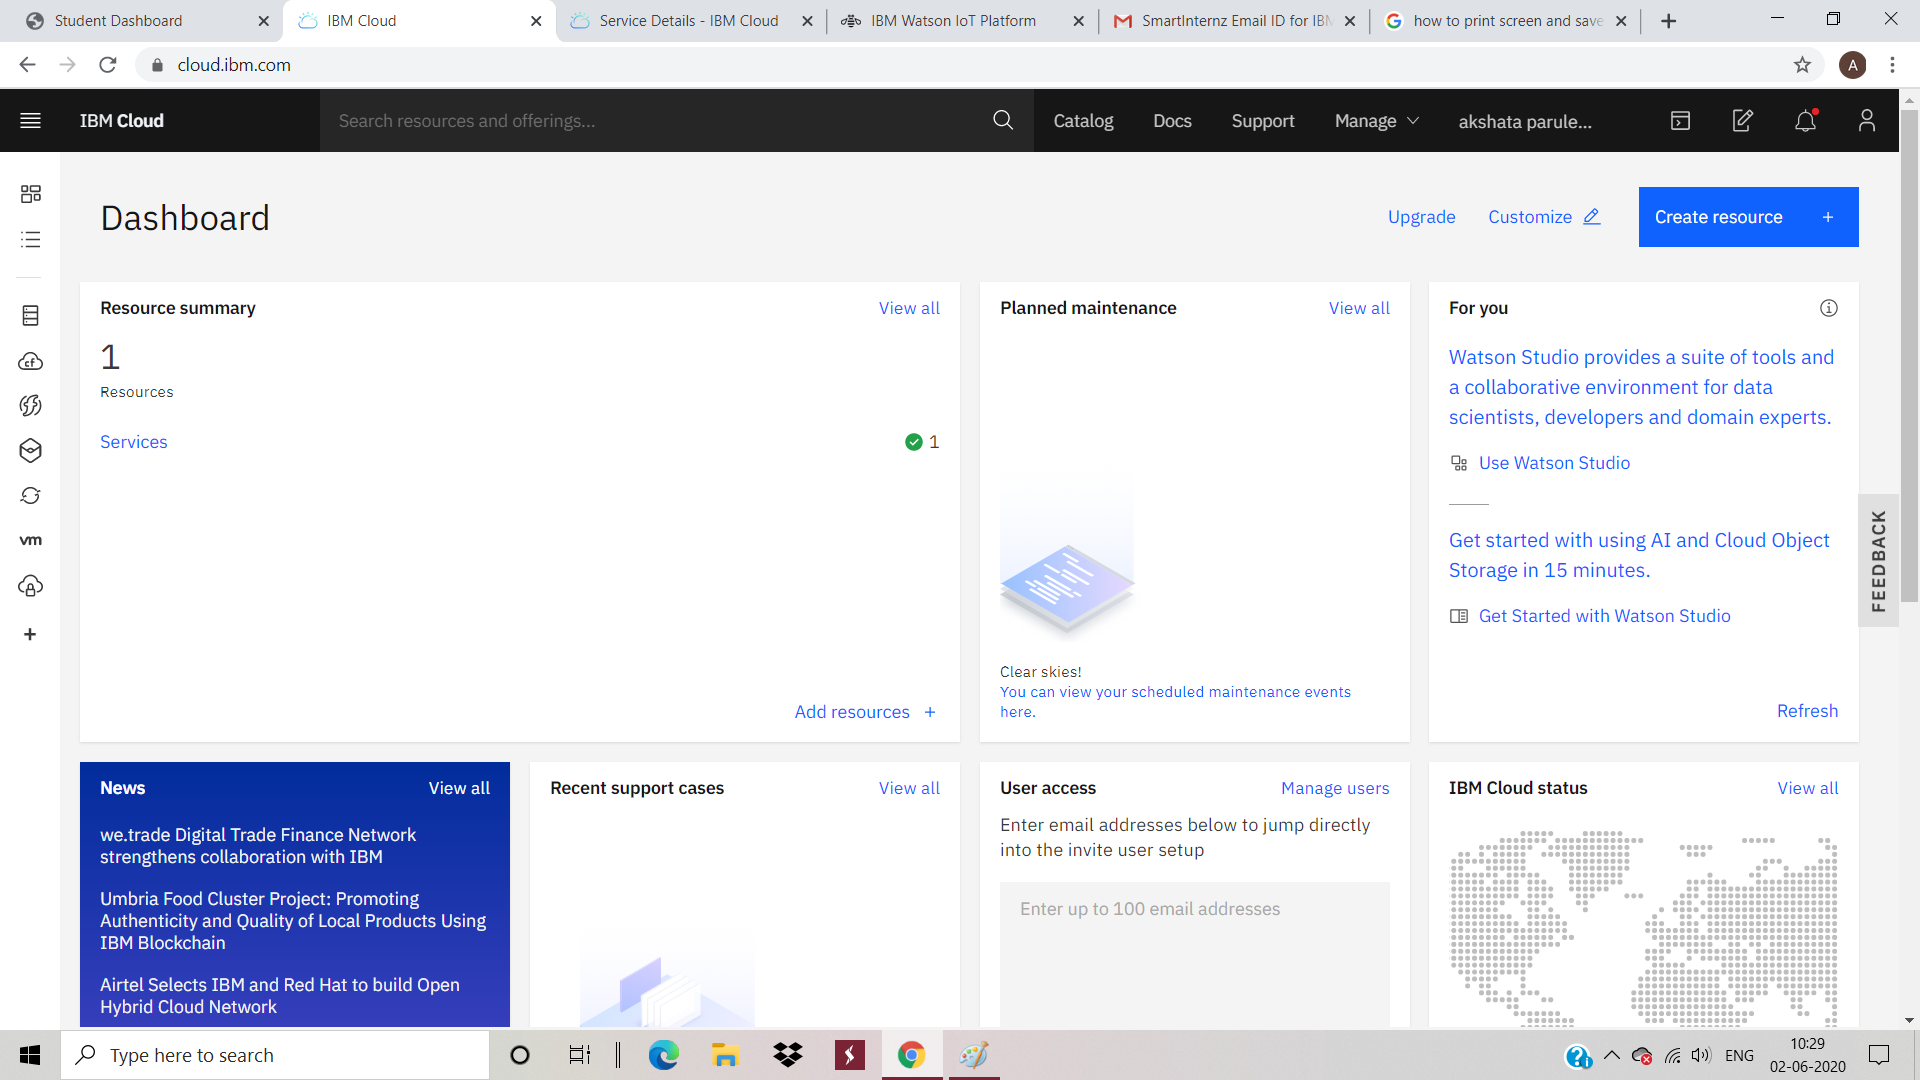 Student Dashboard
IBM Cloud
Service Details - IBM Cloud
IBM Watson IoT Platform
SmartInternz Email ID for IBM
how to print screen and save
cloud.ibm.com
A
IBM Cloud
Search resources and offerings...
Catalog
Docs
Support
Manage
akshata parule...
Dashboard
Upgrade
Customize
Create resource +
Resource summary
View all
1
Resources
Services
1
Add resources +
Planned maintenance
View all
Clear skies!
You can view your scheduled maintenance events
here.
For you
Watson Studio provides a suite of tools and
a collaborative environment for data
scientists, developers and domain experts.
Use Watson Studio
Get started with using AI and Cloud Object
Storage in 15 minutes.
Get Started with Watson Studio
Refresh
FEEDBACK
cf
vm
News
View all
we.trade Digital Trade Finance Network
strengthens collaboration with IBM
Umbria Food Cluster Project: Promoting
Authenticity and Quality of Local Products Using
IBM Blockchain
Airtel Selects IBM and Red Hat to build Open
Hybrid Cloud Network
Recent support cases
View all
User access
Manage users
Enter email addresses below to jump directly
into the invite user setup
Enter up to 100 email addresses
IBM Cloud status
View all
Type here to search
ENG
10:29
02-06-2020